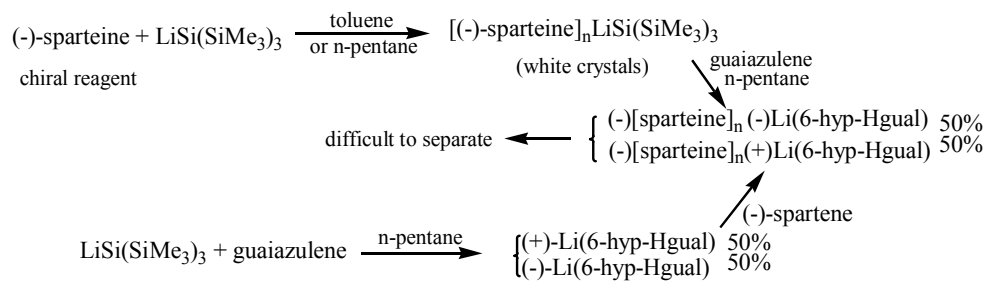 (-)-sparteine + LiSi(SiMe3)3
chiral reagent
toluene
or n-pentane
[(-)-sparteine]nLiSi(SiMe3)3
(white crystals)
guaiazulene
n-pentane
difficult to separate
(-)[sparteine]n (-)Li(6-hyp-Hgual) 50%
(-)[sparteine]n(+)Li(6-hyp-Hgual) 50%
(-)-spartene
LiSi(SiMe3)3 + guaiazulene
n-pentane
(+)-Li(6-hyp-Hgual) 50%
(-)-Li(6-hyp-Hgual) 50%